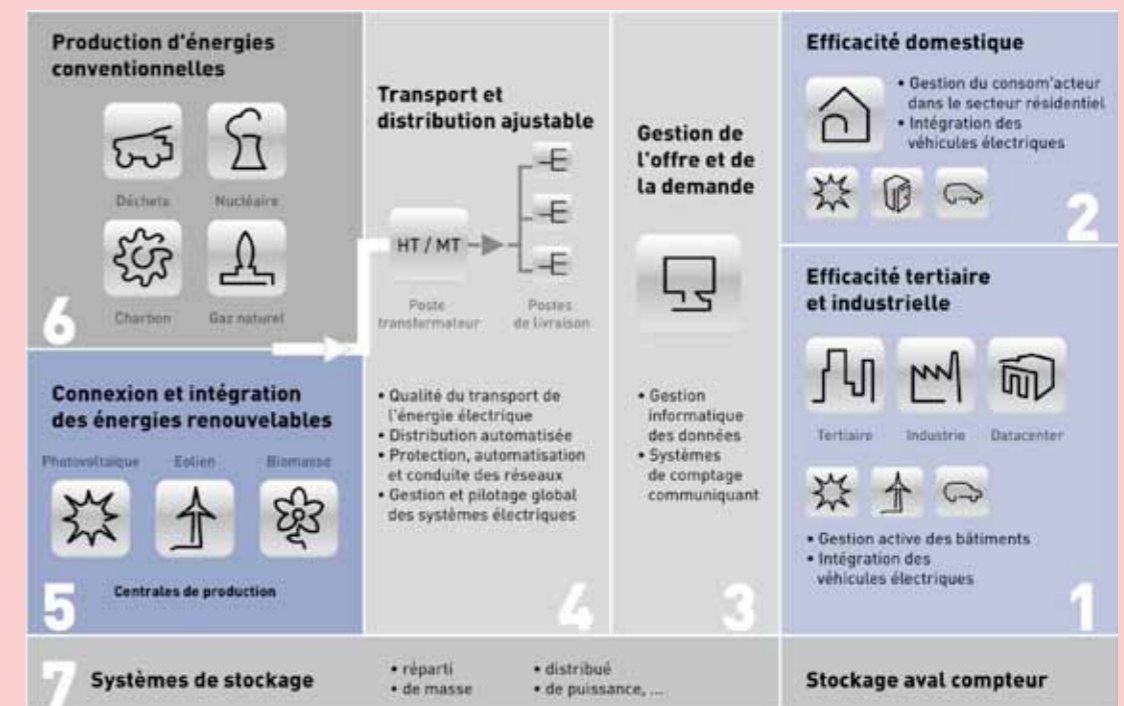 Production d'énergies
conventionnelles
Déchets
Nucléaire
Charbon
Gaz naturel
6
Connexion et intégration
des énergies renouvelables
Photovoltaïque
Eolien
Biomasse
Centrales de production
5
Transport et
distribution ajustable
HT / MT
Poste
transformateur
Postes
de livraison
• Qualité du transport de
l'énergie électrique
• Distribution automatisée
• Protection, automatisation
et conduite des réseaux
• Gestion et pilotage global
des systèmes électriques
4
Gestion de
l'offre et de
la demande
• Gestion
informatique
des données
• Systèmes
de comptage
communiquant
3
Efficacité domestique
• Gestion du consom'acteur
dans le secteur résidentiel
• Intégration des
véhicules électriques
2
Efficacité tertiaire
et industrielle
Tertiaire
Industrie
Datacenter
• Gestion active des bâtiments
• Intégration des
véhicules électriques
1
7
Systèmes de stockage
• réparti
• de masse
• distribué
• de puissance, ...
Stockage aval compteur